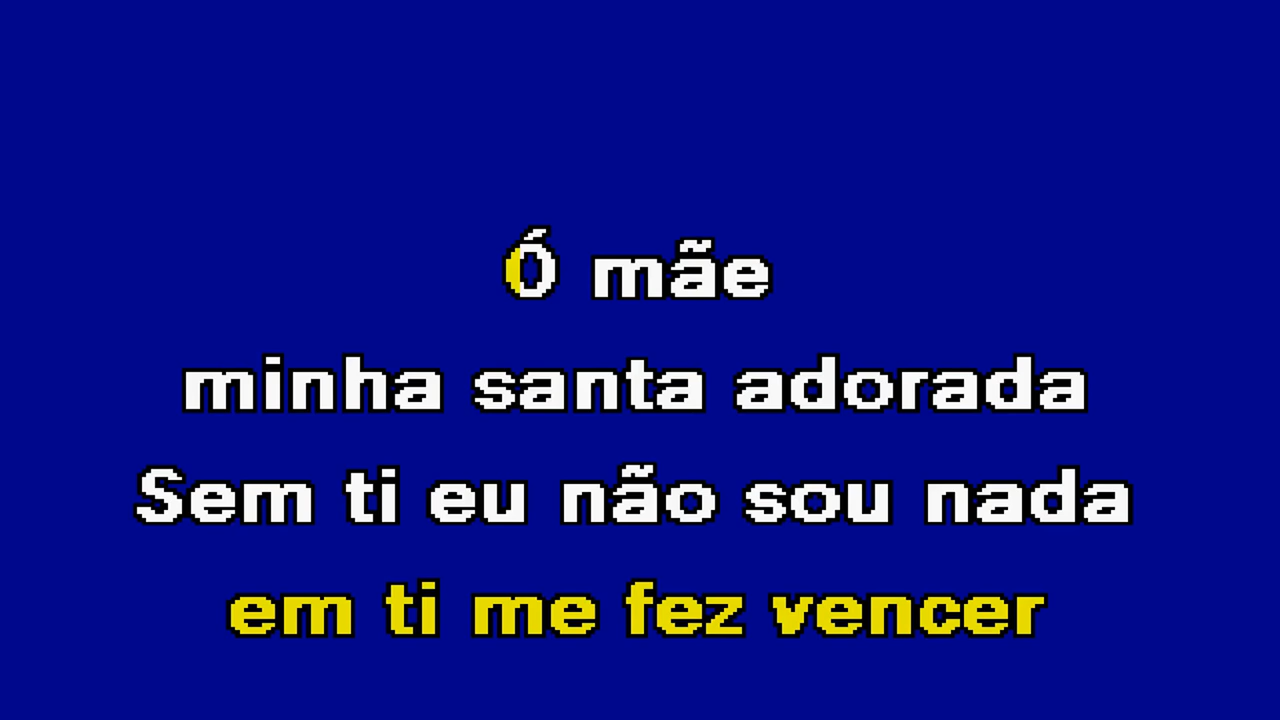 Ó mãe
minha santa adorada
Sem ti eu não sou nada
em ti me fez vencer